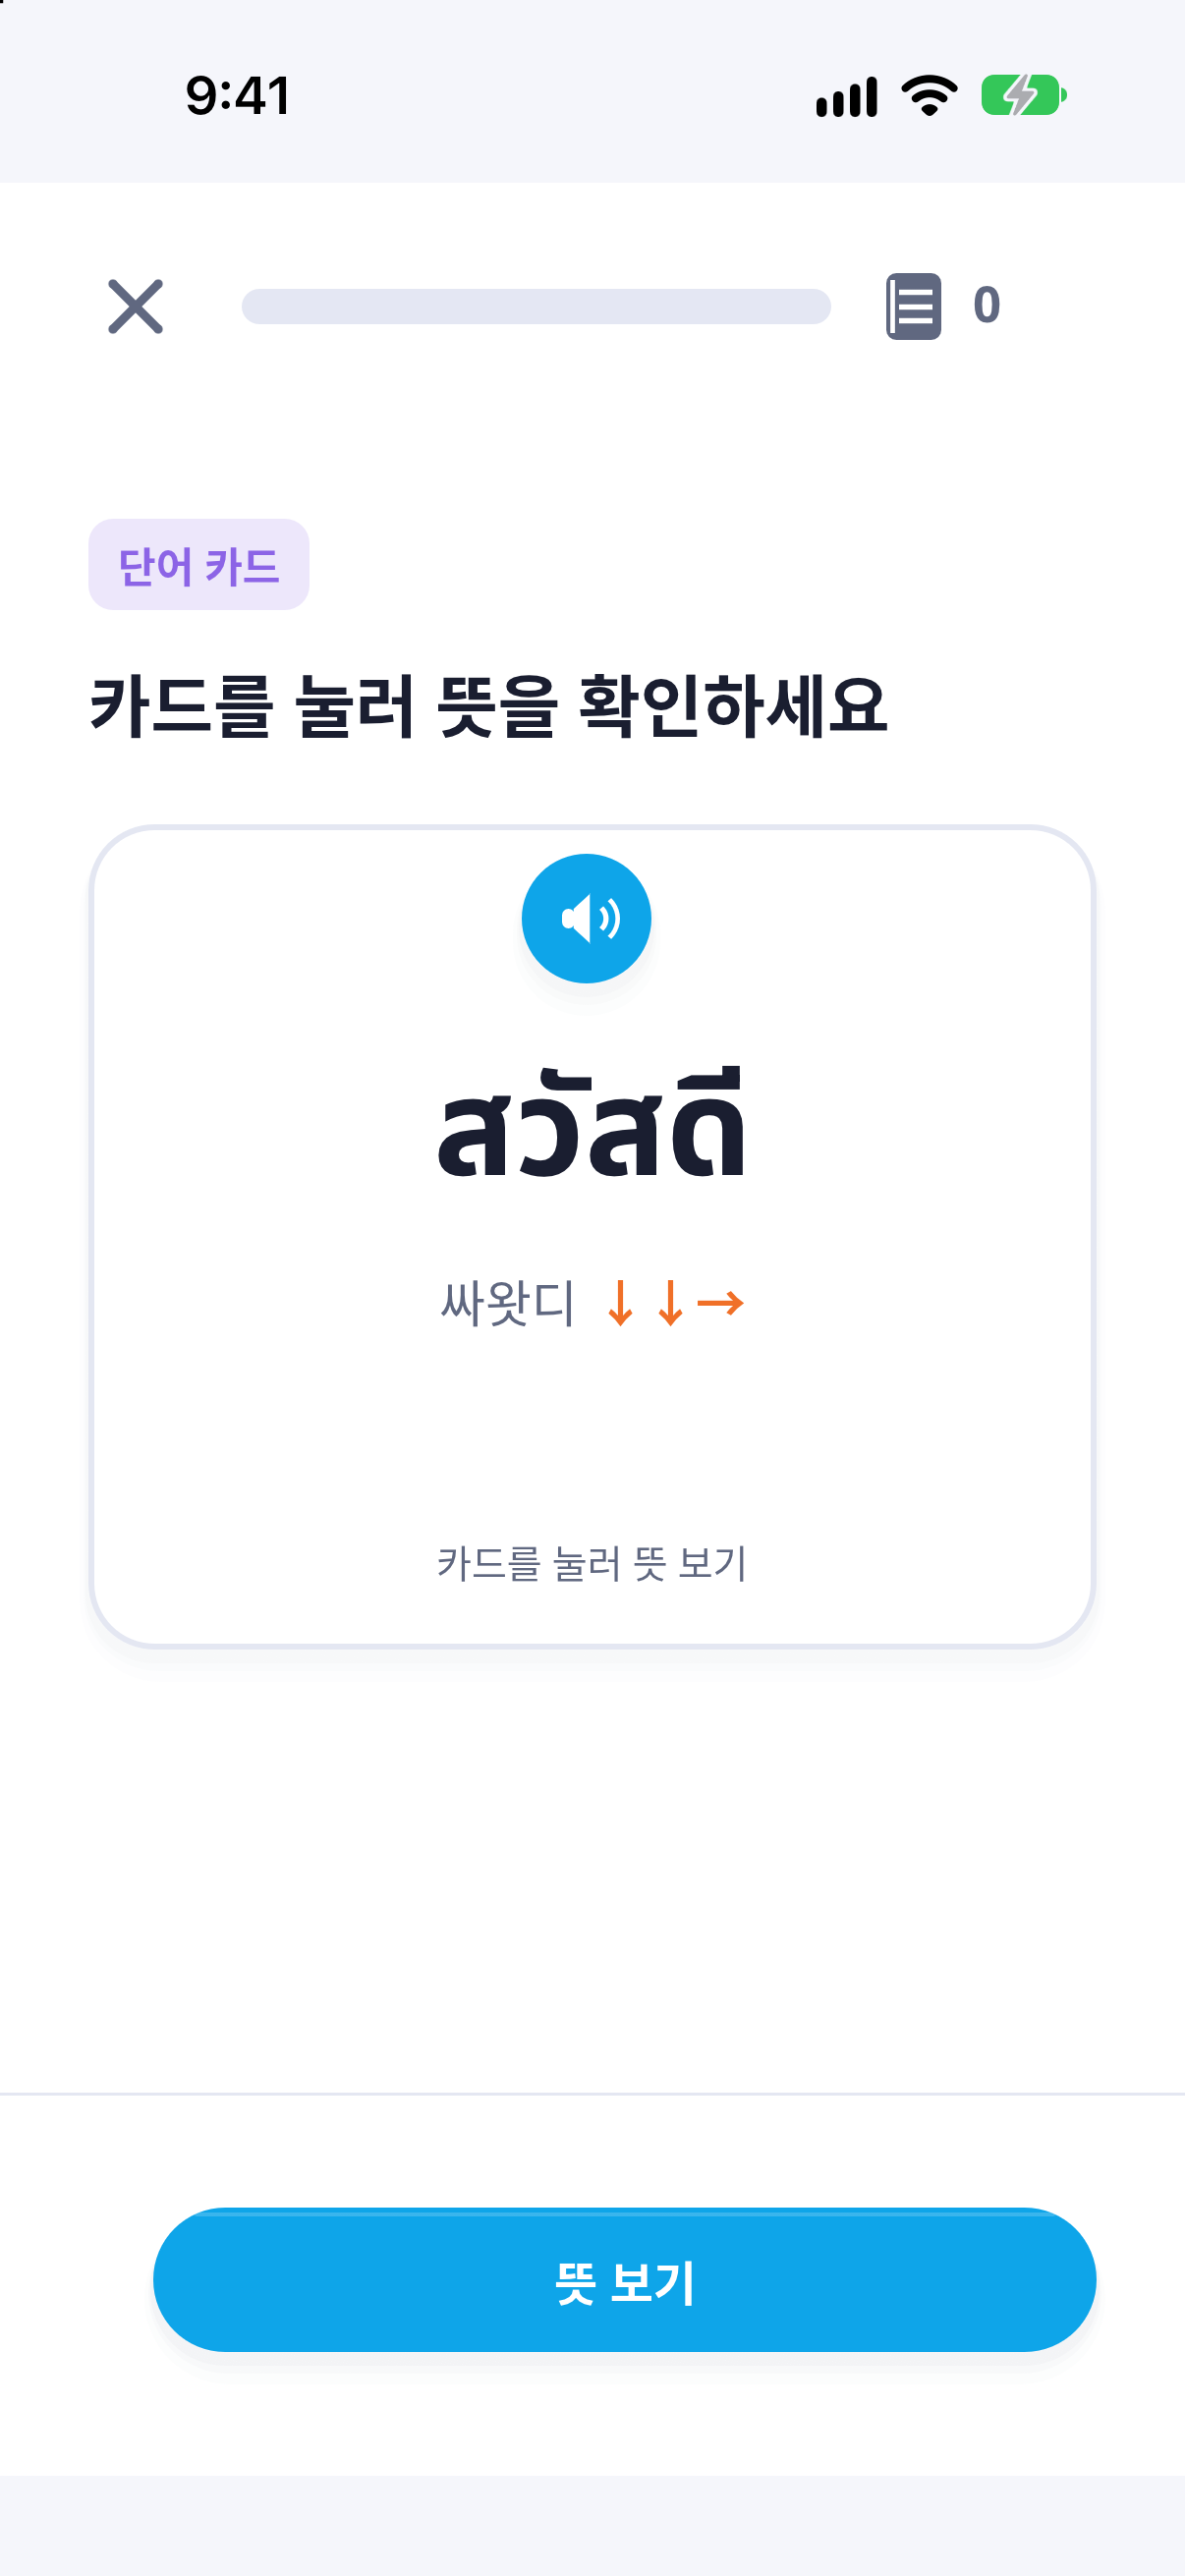 9:41
0
단어 카드
카드를 눌러 뜻을 확인하세요
สวัสดี
싸왓디 ↓↓→
카드를 눌러 뜻 보기
뜻 보기